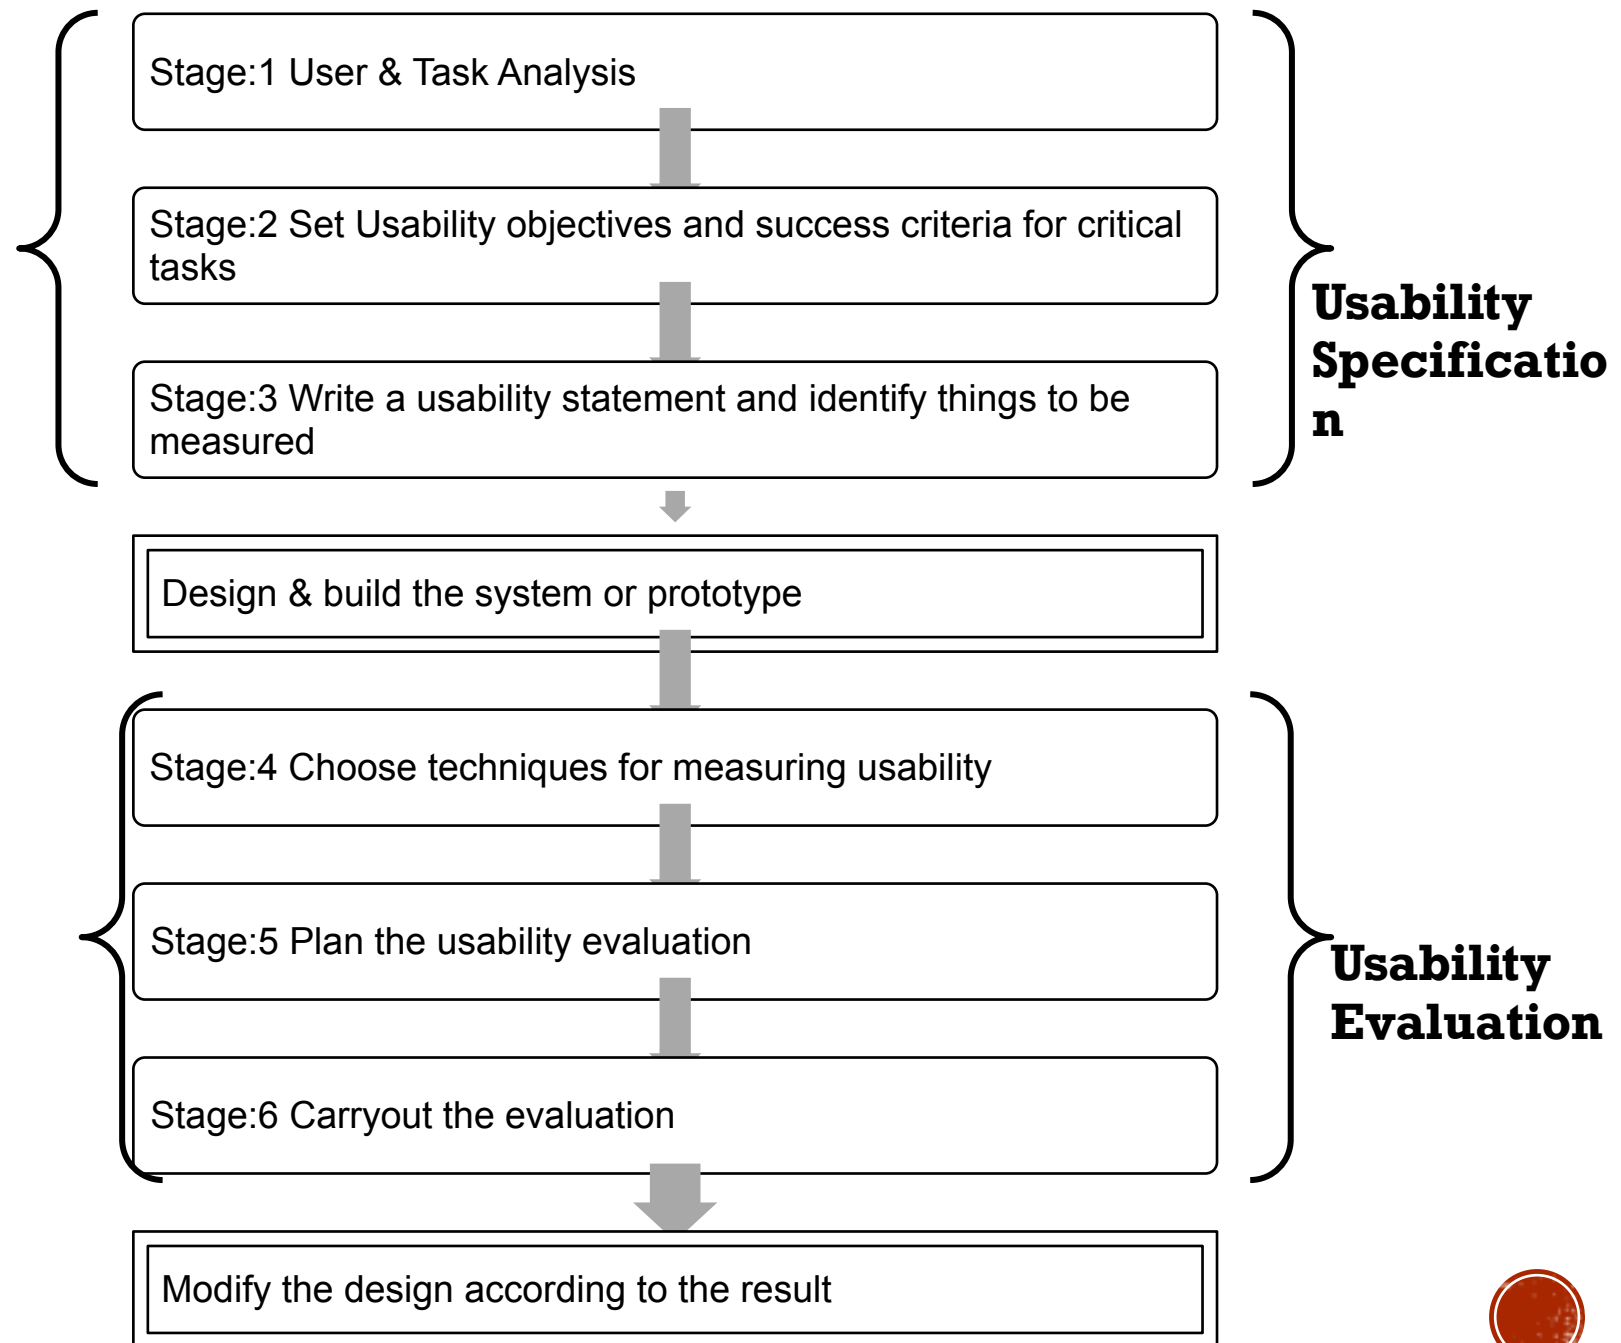 Stage:1 User & Task Analysis
Stage:2 Set Usability objectives and success criteria for critical
tasks
Stage:3 Write a usability statement and identify things to be
measured
Usability
Specificatio
n
Design & build the system or prototype
Stage:4 Choose techniques for measuring usability
Stage:5 Plan the usability evaluation
Stage:6 Carryout the evaluation
Usability
Evaluation
Modify the design according to the result